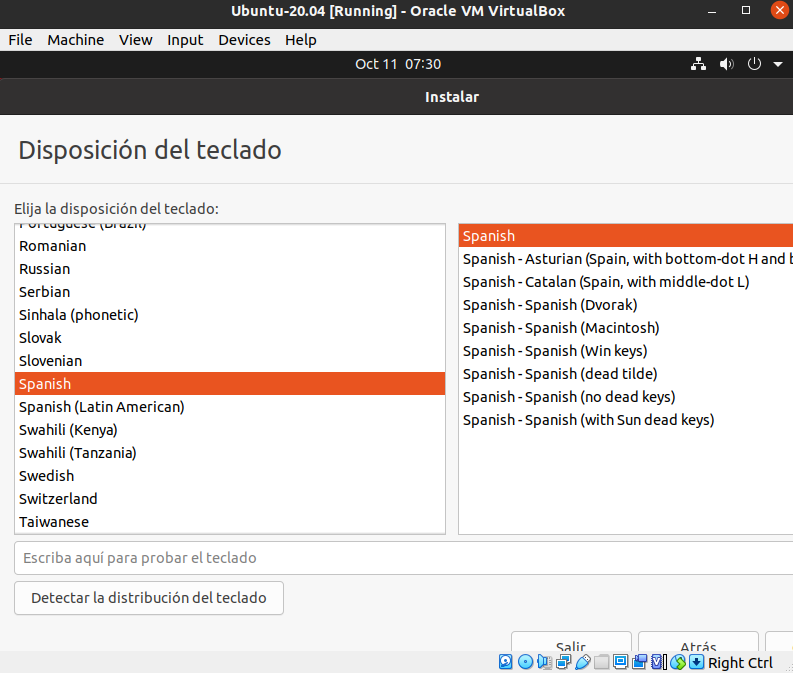 Ubuntu-20.04 [Running] - Oracle VM VirtualBox
File Machine View Input Devices Help
Oct 11 07:30
Instalar
Disposición del teclado
Elija la disposición del teclado:
Portuguese (Brazil)
Romanian
Russian
Serbian
Sinhala (phonetic)
Slovak
Slovenian
Spanish
Spanish (Latin American)
Swahili (Kenya)
Swahili (Tanzania)
Swedish
Switzerland
Taiwanese
Spanish
Spanish - Asturian (Spain, with bottom-dot H and
Spanish - Catalan (Spain, with middle-dot L)
Spanish - Spanish (Dvorak)
Spanish - Spanish (Macintosh)
Spanish - Spanish (Win keys)
Spanish - Spanish (dead tilde)
Spanish - Spanish (no dead keys)
Spanish - Spanish (with Sun dead keys)
Escriba aquí para probar el teclado
Detectar la distribución del teclado
Salir Atrás
Right Ctrl